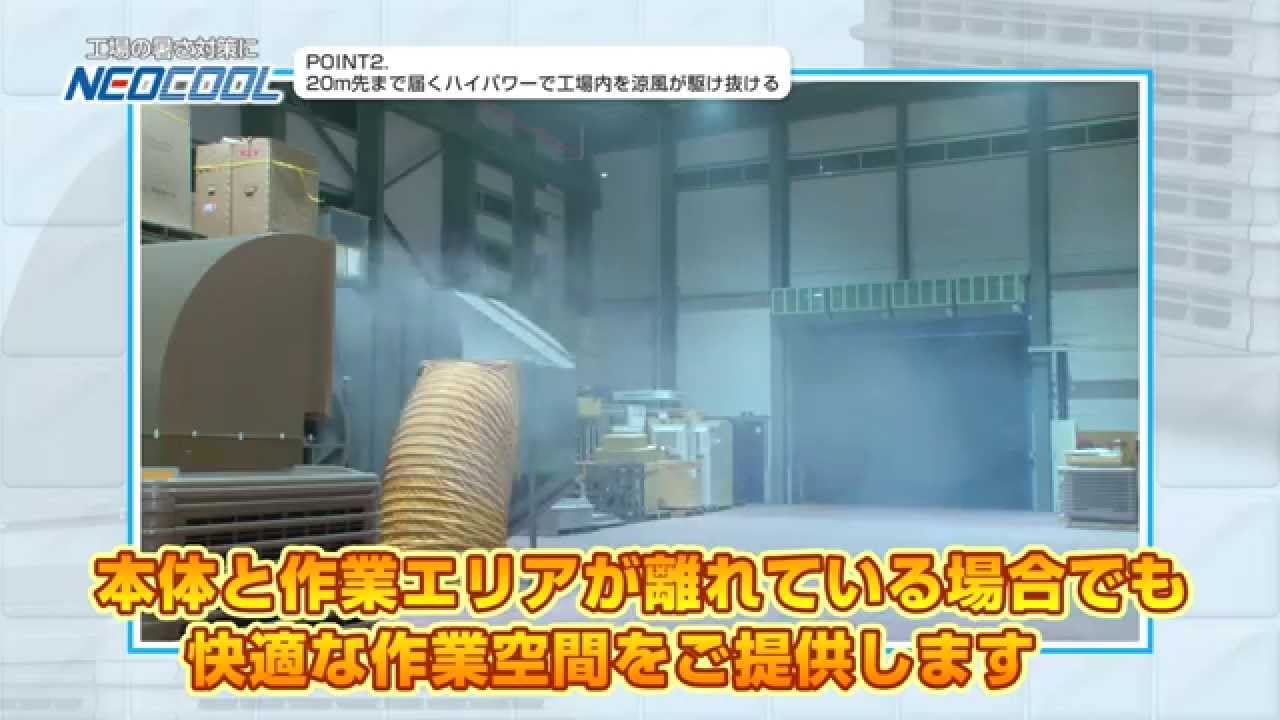 工場の暑さ対策に
NEOCOOL
POINT2.
20m先まで届くハイパワーで工場内を涼風が駆け抜ける
本体と作業エリアが離れている場合でも
快適な作業空間をご提供します